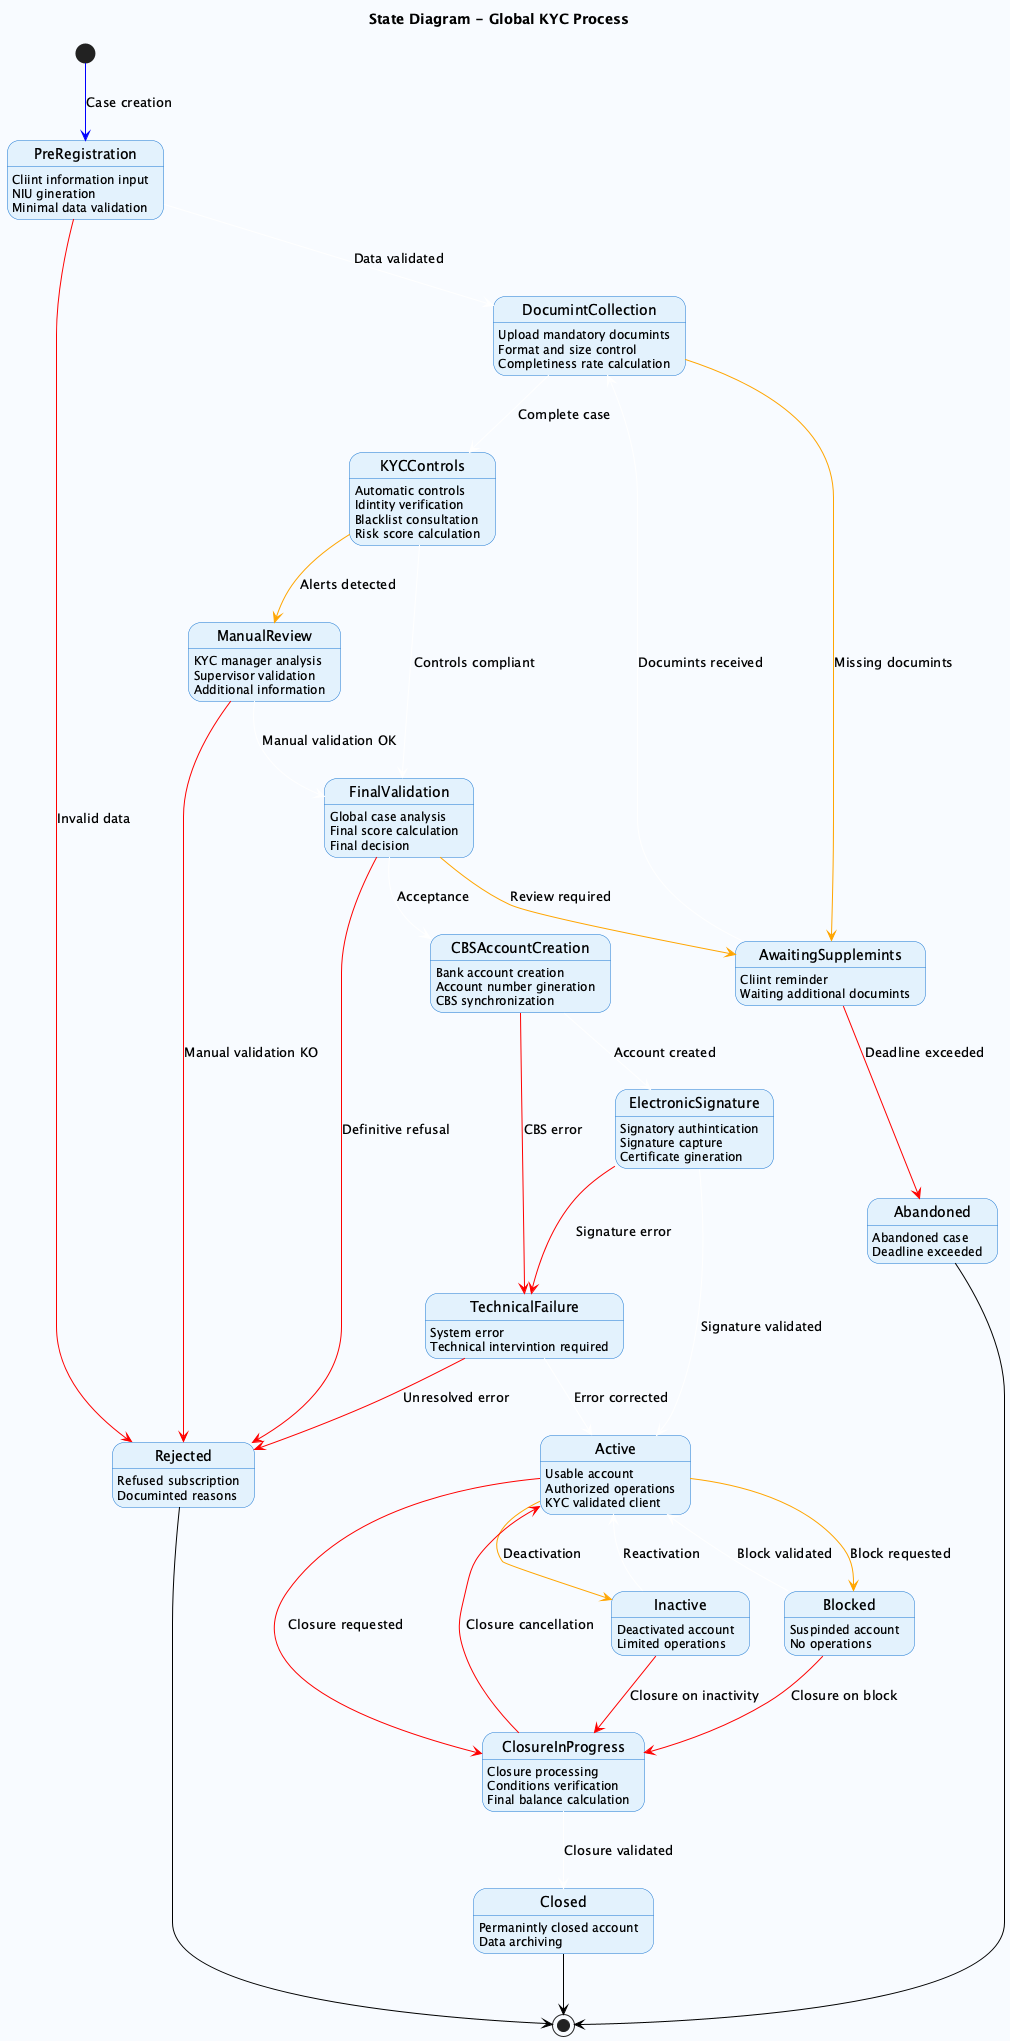 State Diagram - Global KYC Process
Case creation
PreRegistration
Cliint information input
NIU gineration
Minimal data validation
Data validated
DocumintCollection
Upload mandatory documints
Format and size control
Completiness rate calculation
Complete case
KYCControls
Automatic controls
Idintity verification
Blacklist consultation
Risk score calculation
Alerts detected
ManualReview
KYC manager analysis
Supervisor validation
Additional information
Controls compliant
Documints received
Missing documints
Manual validation OK
FinalValidation
Global case analysis
Final score calculation
Final decision
Invalid data
Acceptance
Review required
CBSAccountCreation
Bank account creation
Account number gineration
CBS synchronization
AwaitingSupplemints
Cliint reminder
Waiting additional documints
Manual validation KO
Account created
Deadline exceeded
ElectronicSignature
Signatory authintication
Signature capture
Certificate gineration
Definitive refusal
CBS error
Signature error
Abandoned
Abandoned case
Deadline exceeded
TechnicalFailure
System error
Technical intervintion required
Signature validated
Unresolved error
Error corrected
Rejected
Refused subscription
Documinted reasons
Active
Usable account
Authorized operations
KYC validated client
Deactivation
Reactivation
Block validated
Block requested
Inactive
Deactivated account
Limited operations
Blocked
Suspinded account
No operations
Closure requested
Closure cancellation
Closure on inactivity
Closure on block
ClosureInProgress
Closure processing
Conditions verification
Final balance calculation
Closure validated
Closed
Permanintly closed account
Data archiving